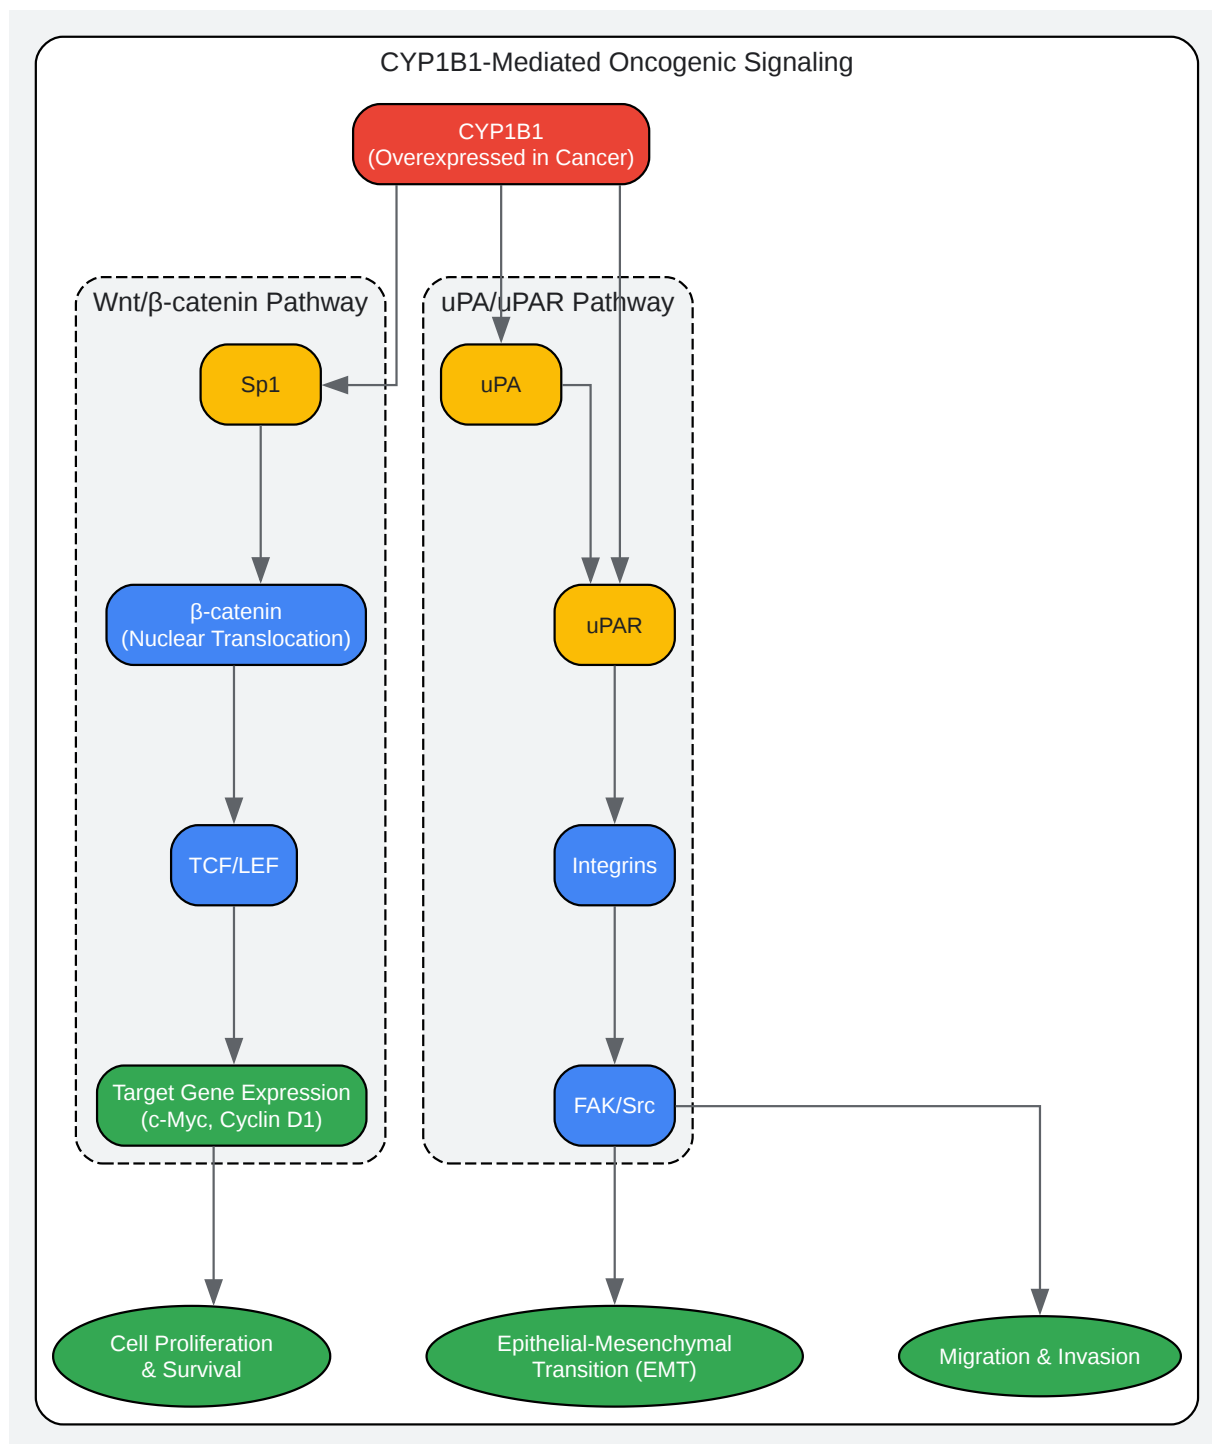 CYP1B1-Mediated Oncogenic Signaling
CYP1B1
(Overexpressed in Cancer)
Wnt/β-catenin Pathway
uPA/uPAR Pathway
Sp1
uPA
β-catenin
(Nuclear Translocation)
uPAR
TCF/LEF
Integrins
Target Gene Expression
(c-Myc, Cyclin D1)
FAK/Src
Cell Proliferation
& Survival
Epithelial-Mesenchymal
Transition (EMT)
Migration & Invasion